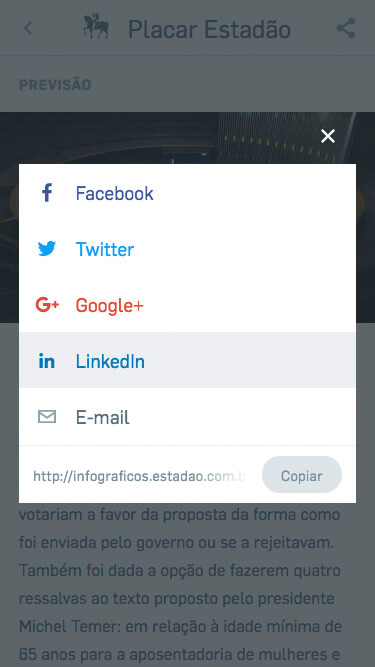 Placar Estadão
PREVISÃO
Facebook
Twitter
G+ Google+
in LinkedIn
E-mail
http://infograficos.estadao.com.b
Copiar
votariam a favor da proposta da forma como
foi enviada pelo governo ou se a rejeitavam.
Também foi dada a opção de fazerem quatro
ressalvas ao texto proposto pelo presidente
Michel Temer: em relação à idade mínima de
65 anos para a aposentadoria de mulheres e